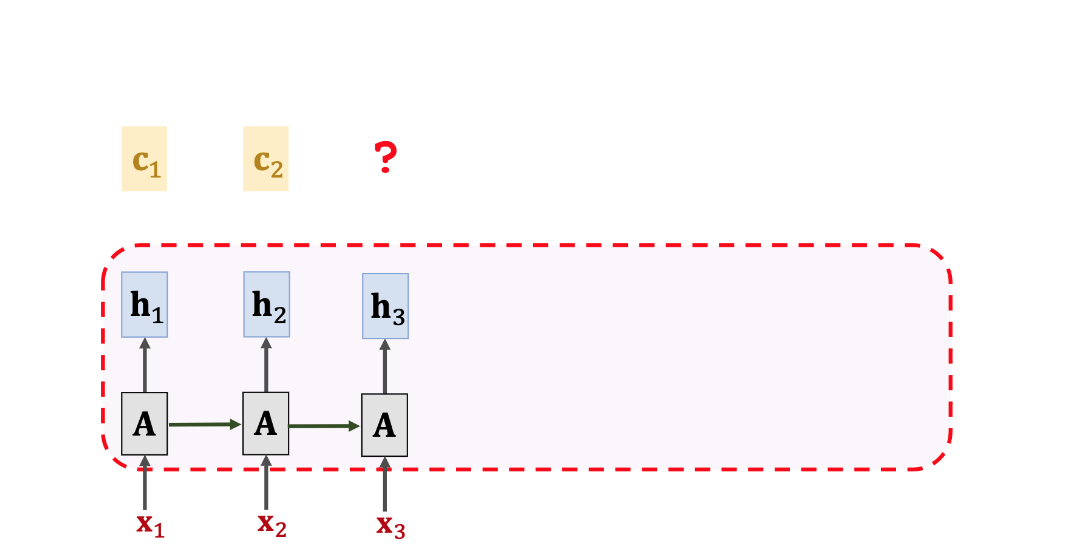 c₁ c₂ ?
h₁ h₂ h₃
A A A
x₁ x₂ x₃